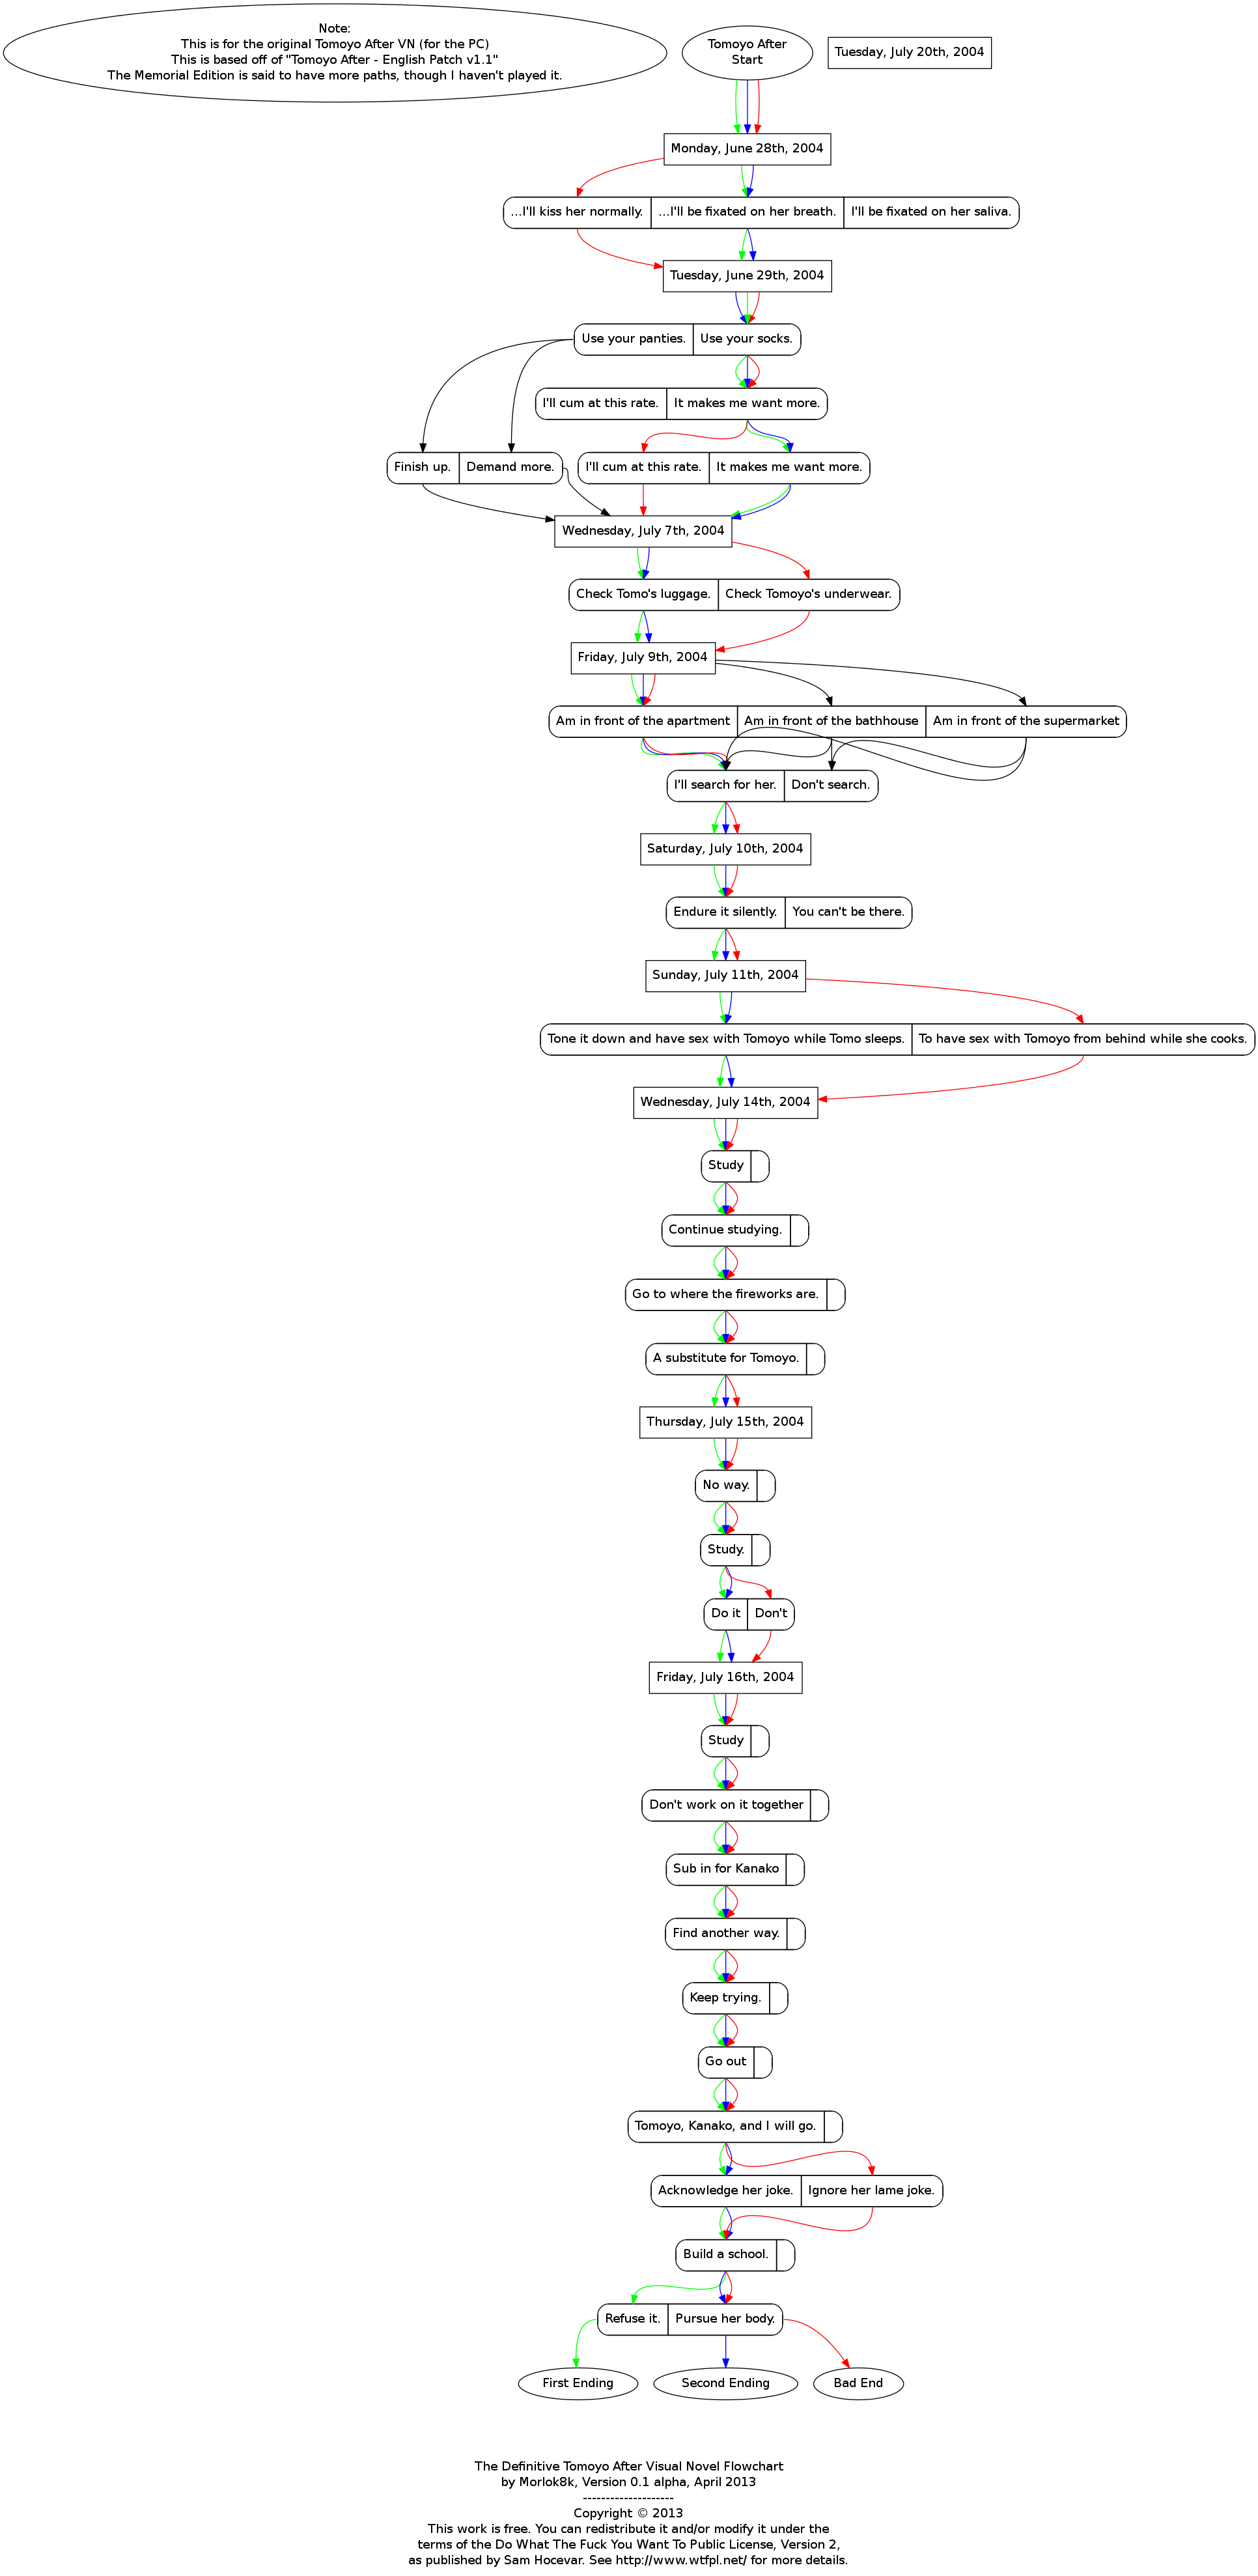 Note:
This is for the original Tomoyo After VN (for the PC)
This is based off of "Tomoyo After - English Patch v1.1"
The Memorial Edition is said to have more paths, though I haven't played it.
Tomoyo After
Start
Tuesday, July 20th, 2004
Monday, June 28th, 2004
...I'll kiss her normally.
...I'll be fixated on her breath.
I'll be fixated on her saliva.
Tuesday, June 29th, 2004
Use your panties.
Use your socks.
I'll cum at this rate.
It makes me want more.
Finish up.
Demand more.
I'll cum at this rate.
It makes me want more.
Wednesday, July 7th, 2004
Check Tomo's luggage.
Check Tomoyo's underwear.
Friday, July 9th, 2004
Am in front of the apartment
Am in front of the bathhouse
Am in front of the supermarket
I'll search for her.
Don't search.
Saturday, July 10th, 2004
Endure it silently.
You can't be there.
Sunday, July 11th, 2004
Tone it down and have sex with Tomoyo while Tomo sleeps.
To have sex with Tomoyo from behind while she cooks.
Wednesday, July 14th, 2004
Study
Continue studying.
Go to where the fireworks are.
A substitute for Tomoyo.
Thursday, July 15th, 2004
No way.
Study.
Do it
Don't
Friday, July 16th, 2004
Study
Don't work on it together
Sub in for Kanako
Find another way.
Keep trying.
Go out
Tomoyo, Kanako, and I will go.
Acknowledge her joke.
Ignore her lame joke.
Build a school.
Refuse it.
Pursue her body.
First Ending
Second Ending
Bad End
The Definitive Tomoyo After Visual Novel Flowchart
by Morlok8k, Version 0.1 alpha, April 2013
--------------------
Copyright © 2013
This work is free. You can redistribute it and/or modify it under the
terms of the Do What The Fuck You Want To Public License, Version 2,
as published by Sam Hocevar. See http://www.wtfpl.net/ for more details.